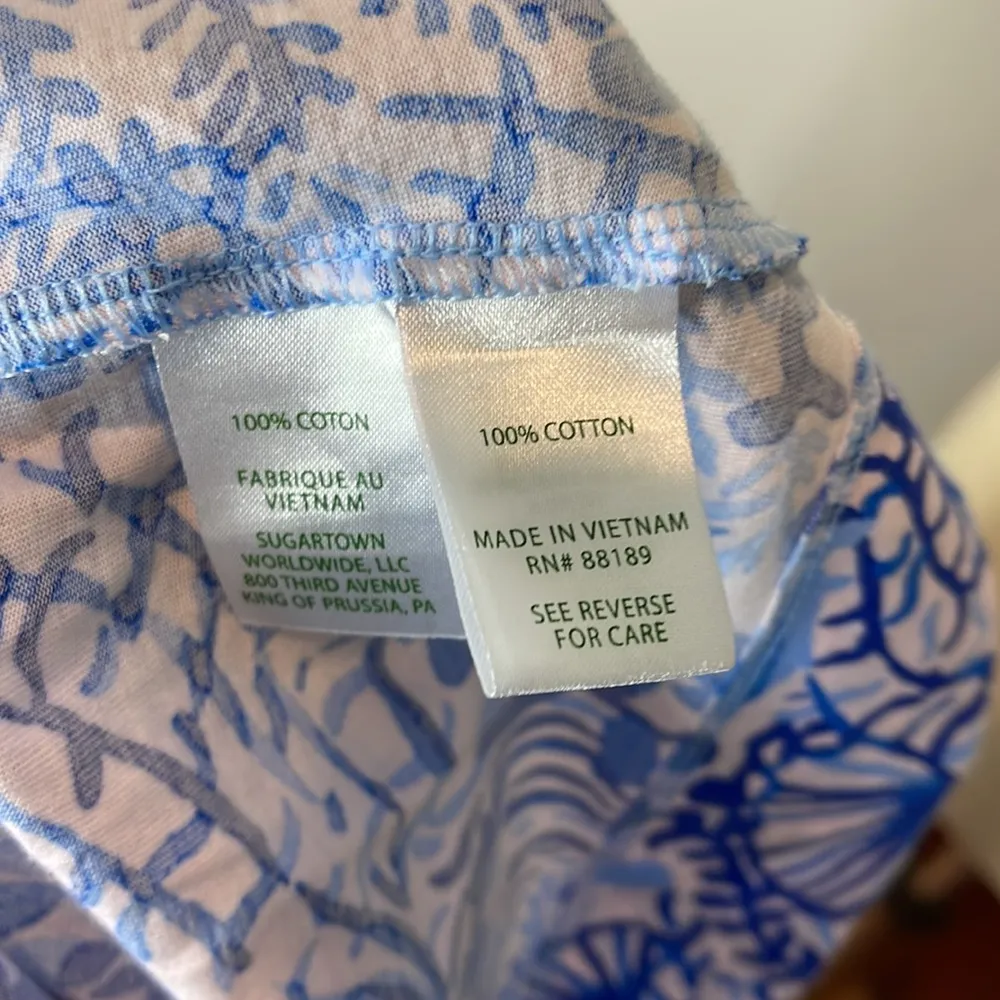 100% COTON
FABRIQUE AU
VIETNAM
SUGARTOWN
WORLDWIDE, LLC
800 THIRD AVENUE
KING OF PRUSSIA, PA
100% COTTON
MADE IN VIETNAM
RN# 88189
SEE REVERSE
FOR CARE